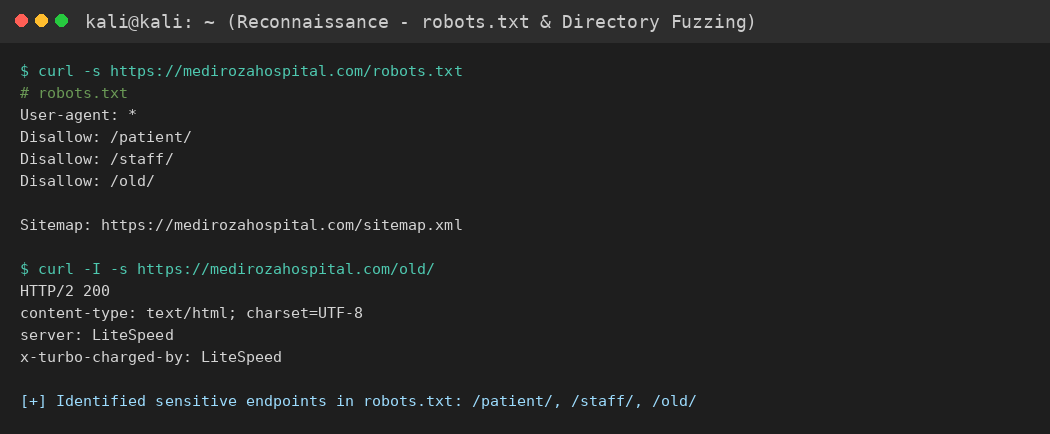 kali@kali: ~ (Reconnaissance - robots.txt & Directory Fuzzing)
$ curl -s https://medirozahospital.com/robots.txt
# robots.txt
User-agent: *
Disallow: /patient/
Disallow: /staff/
Disallow: /old/
Sitemap: https://medirozahospital.com/sitemap.xml
$ curl -I -s https://medirozahospital.com/old/
HTTP/2 200
content-type: text/html; charset=UTF-8
server: LiteSpeed
x-turbo-charged-by: LiteSpeed
[+] Identified sensitive endpoints in robots.txt: /patient/, /staff/, /old/